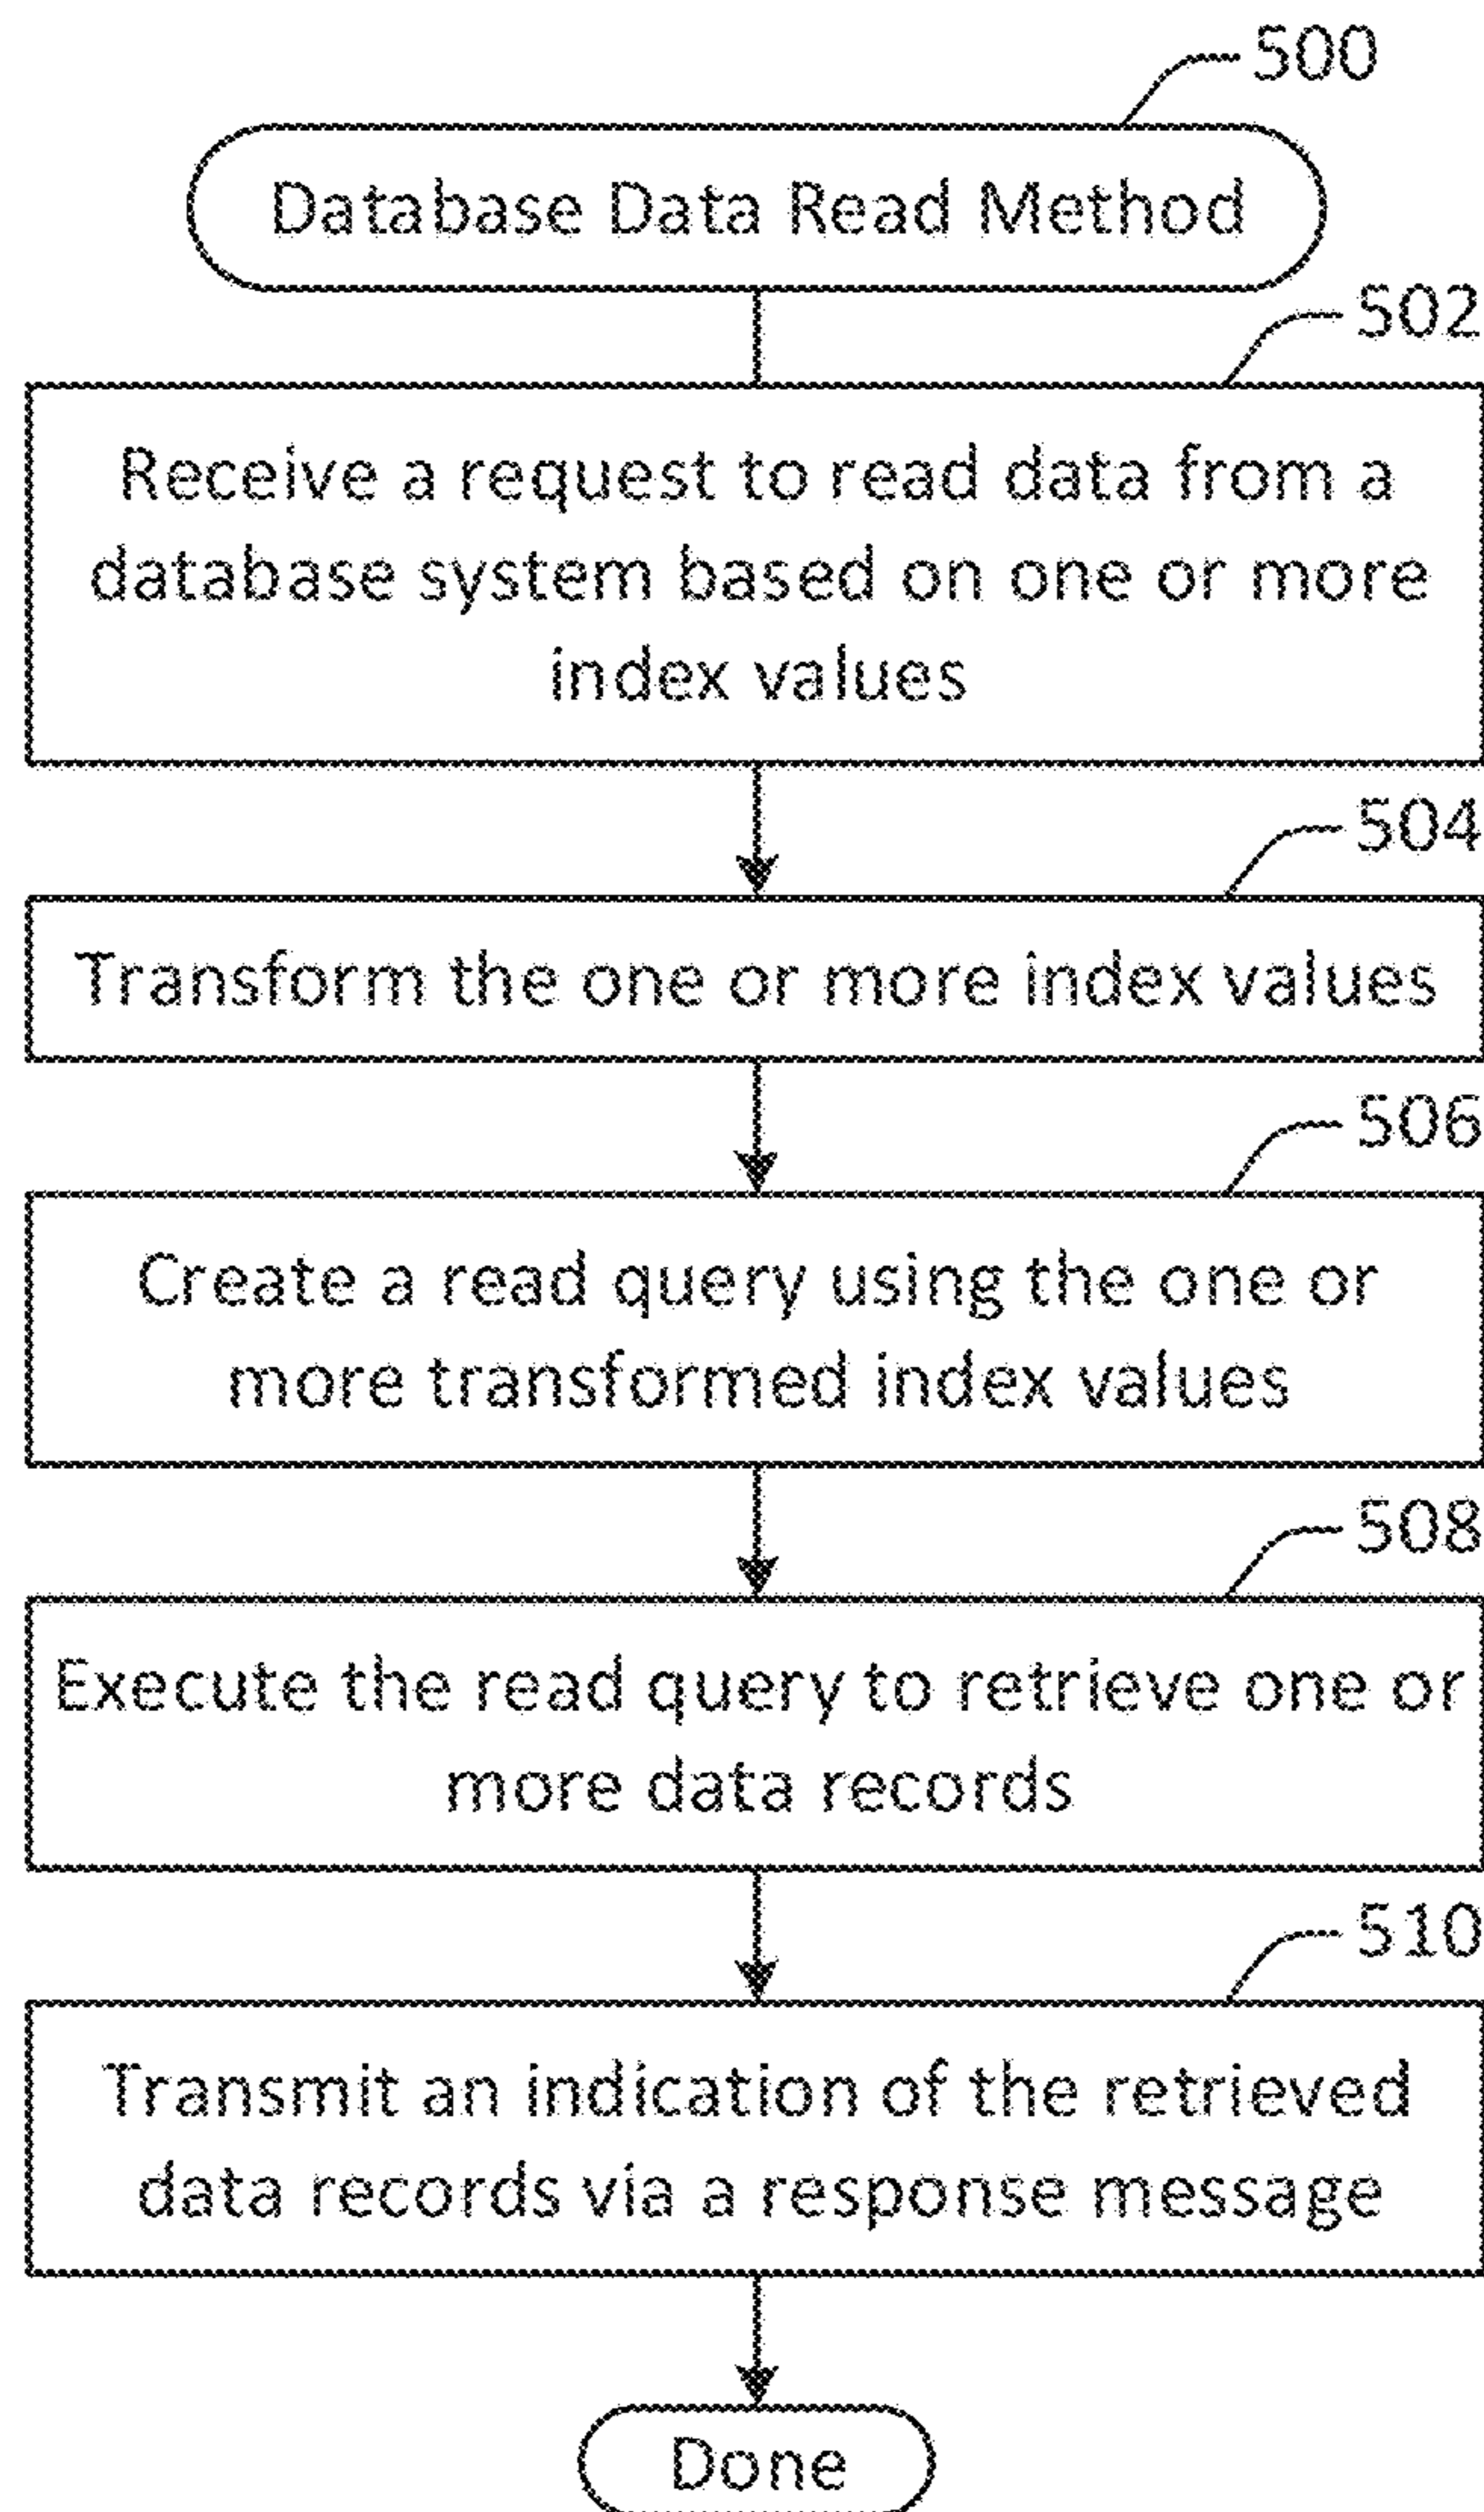 500
Database Data Read Method
502
Receive a request to read data from a
database system based on one or more
index values
504
Transform the one or more index values
506
Create a read query using the one or
more transformed index values
508
Execute the read query to retrieve one or
more data records
510
Transmit an indication of the retrieved
data records via a response message
Done